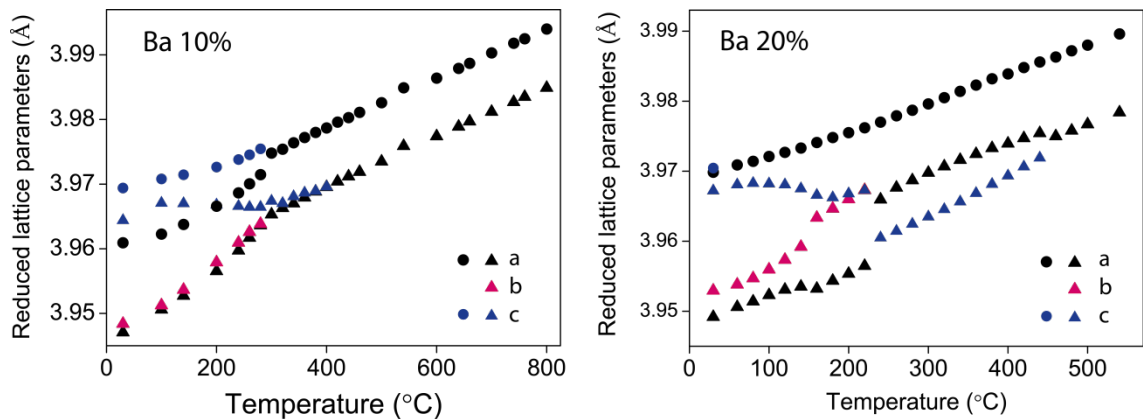 Ba 10%
Reduced lattice parameters (Å)
3.99
3.98
3.97
3.96
3.95
0 200 400 600 800
Temperature (°C)
a
b
c
Ba 20%
Reduced lattice parameters (Å)
3.99
3.98
3.97
3.96
3.95
0 100 200 300 400 500
Temperature (°C)
a
b
c